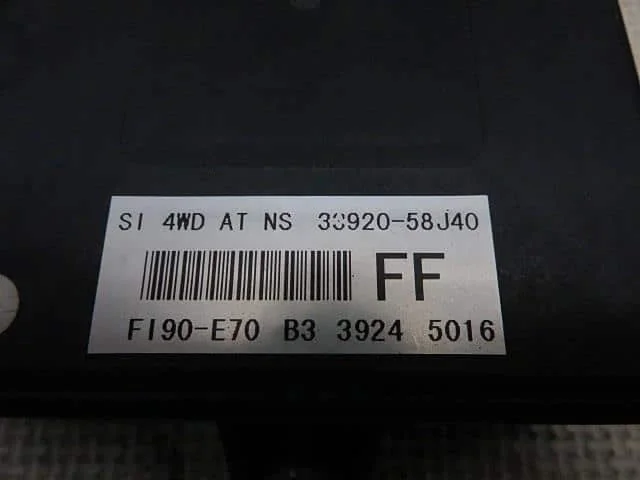 SI 4WD AT NS 33920-58J40
FF
FI90-E70 B3 3924 5016